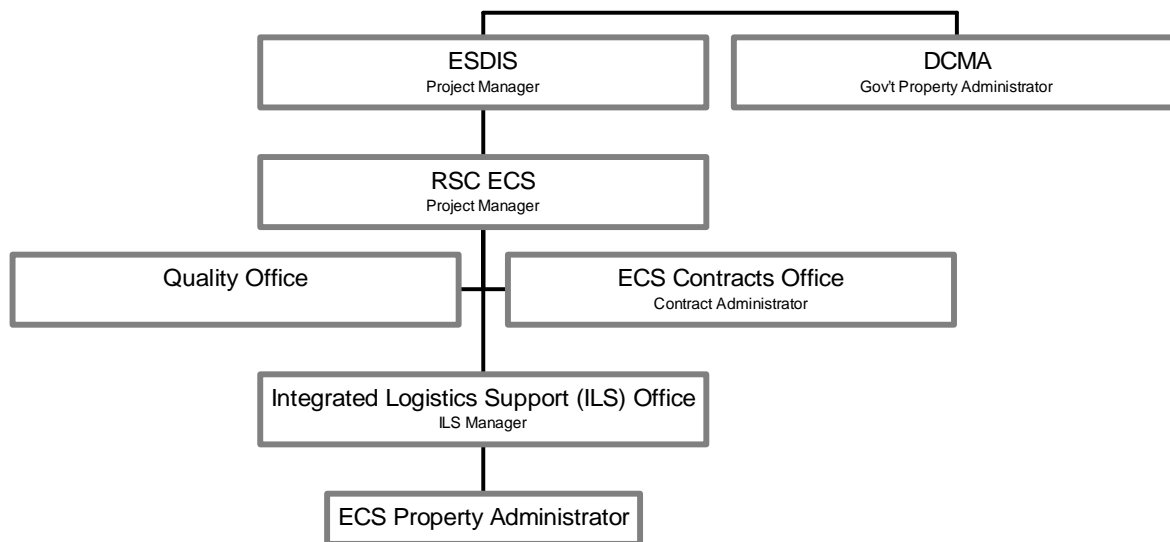 ESDIS
Project Manager
DCMA
Gov't Property Administrator
RSC ECS
Project Manager
Quality Office
ECS Contracts Office
Contract Administrator
Integrated Logistics Support (ILS) Office
ILS Manager
ECS Property Administrator